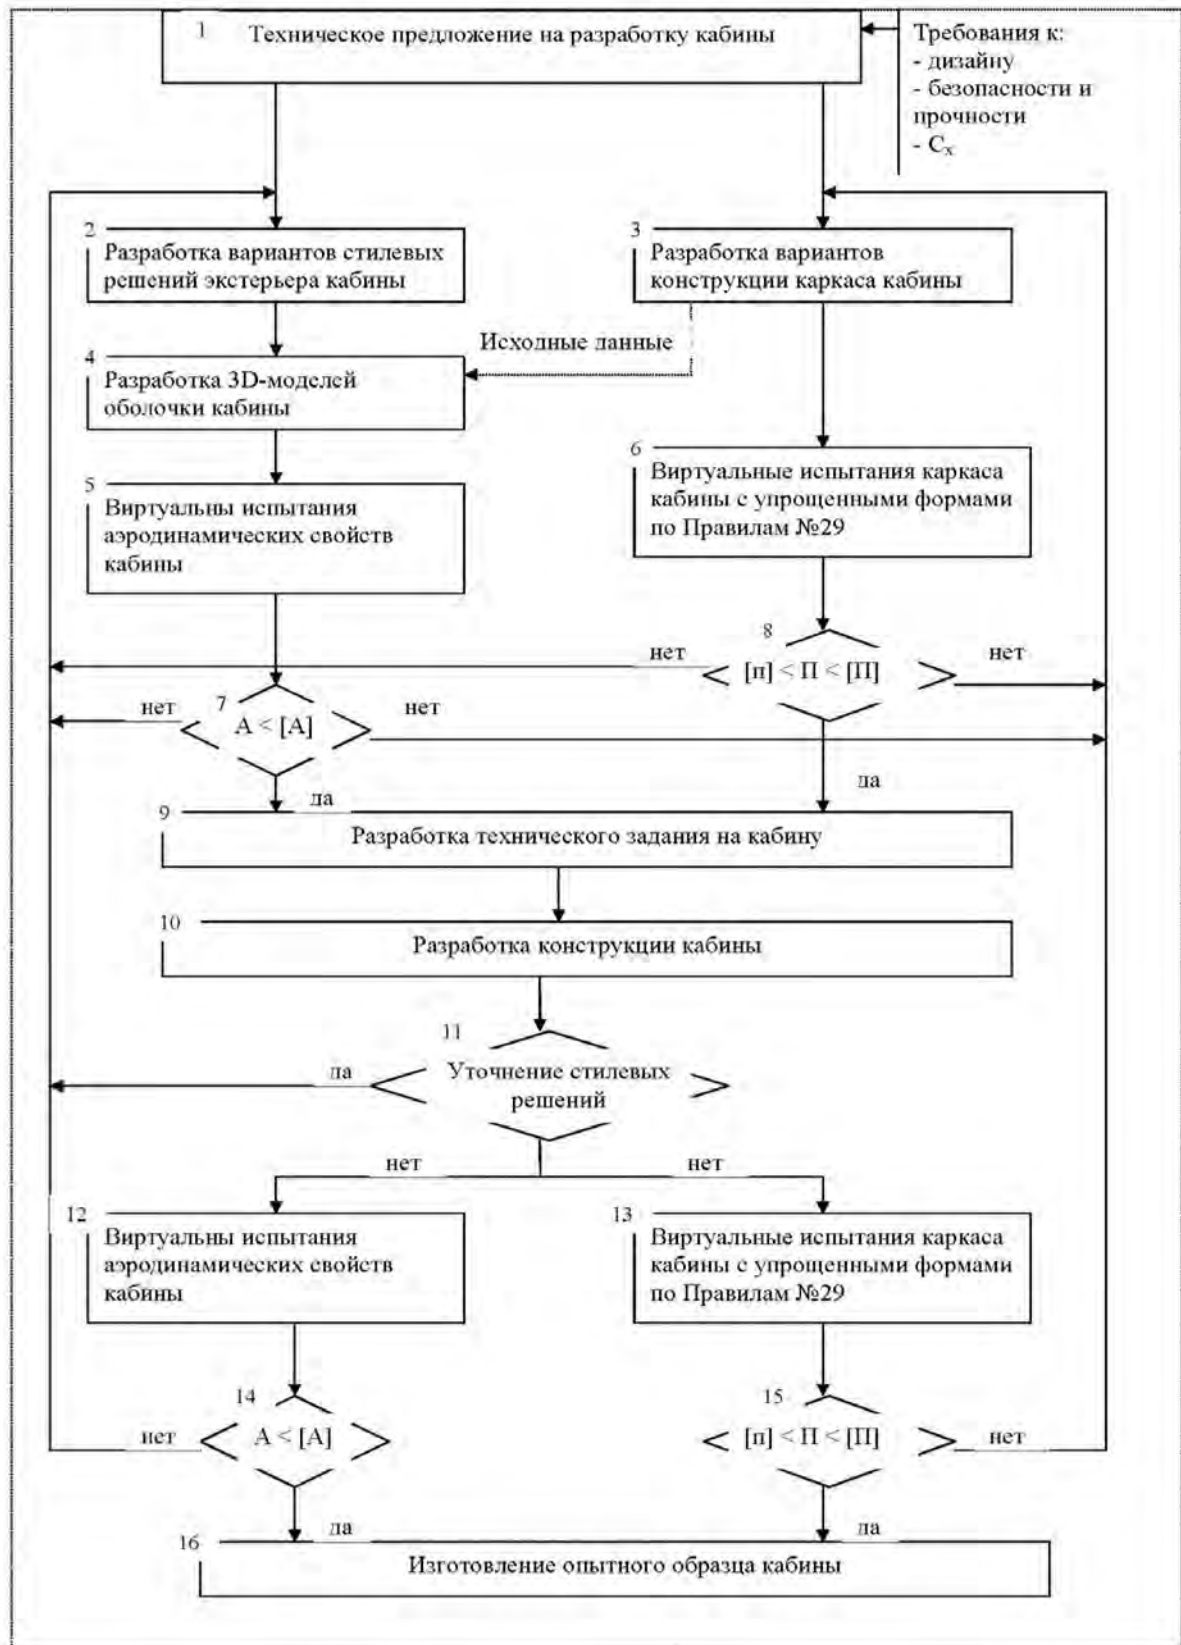 1 Техническое предложение на разработку кабины
Требования к:
- дизайну
- безопасности и
прочности
- Cx
2
Разработка вариантов стилевых
решений экстерьера кабины
3
Разработка вариантов
конструкции каркаса кабины
Исходные данные
4
Разработка 3D-моделей
оболочки кабины
5
Виртуальны испытания
аэродинамических свойств
кабины
6
Виртуальные испытания каркаса
кабины с упрощенными формами
по Правилам №29
8
нет
[п] < П < [П]
нет
нет
7
А < [А]
нет
да
да
9
Разработка технического задания на кабину
10
Разработка конструкции кабины
11
да
Уточнение стилевых
решений
нет
нет
12
Виртуальны испытания
аэродинамических свойств
кабины
13
Виртуальные испытания каркаса
кабины с упрощенными формами
по Правилам №29
14
нет
А < [А]
15
[п] < П < [П]
нет
да
да
16
Изготовление опытного образца кабины